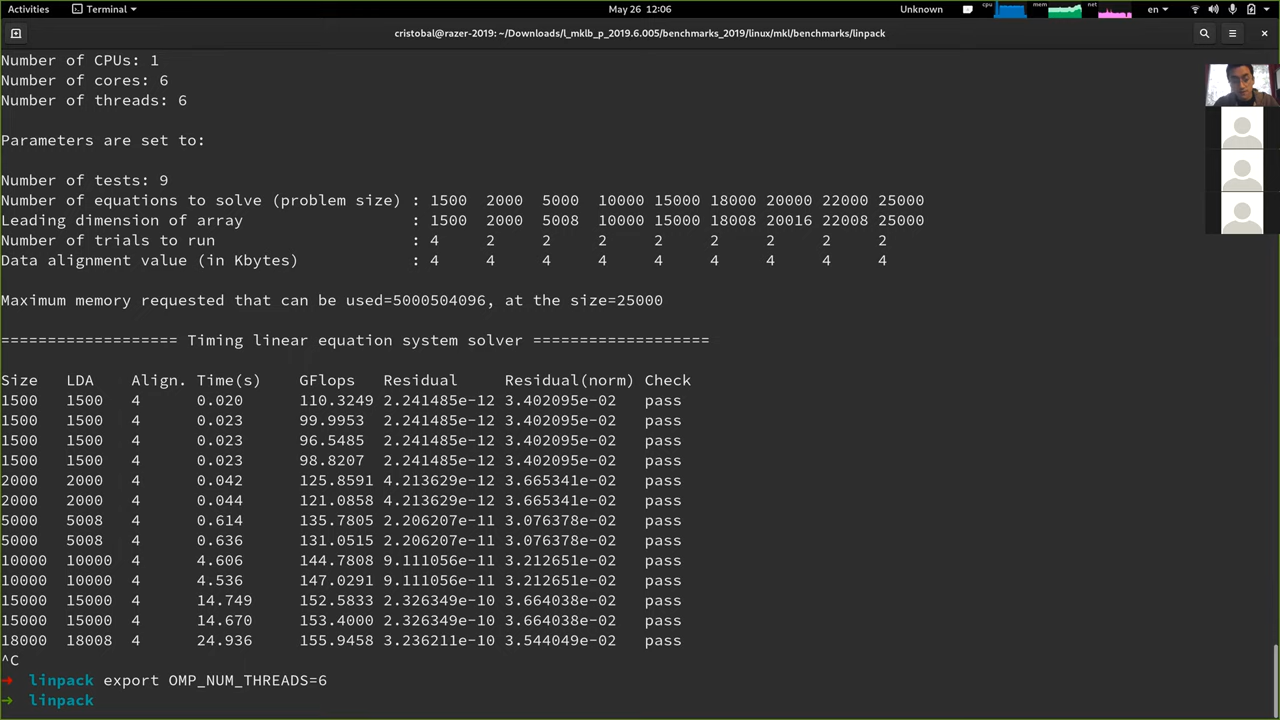 Activities Terminal May 26 12:06 Unknown cpu mem net en
cristobal@razer-2019: ~/Downloads/l_mklb_p_2019.6.005/benchmarks_2019/linux/mkl/benchmarks/linpack
Number of CPUs: 1
Number of cores: 6
Number of threads: 6
Parameters are set to:
Number of tests: 9
Number of equations to solve (problem size) : 1500 2000 5000 10000 15000 18000 20000 22000 25000
Leading dimension of array : 1500 2000 5008 10000 15000 18008 20016 22008 25000
Number of trials to run : 4 2 2 2 2 2 2 2 2
Data alignment value (in Kbytes) : 4 4 4 4 4 4 4 4 4
Maximum memory requested that can be used=5000504096, at the size=25000
=================== Timing linear equation system solver ===================
Size LDA Align. Time(s) GFlops Residual Residual(norm) Check
1500 1500 4 0.020 110.3249 2.241485e-12 3.402095e-02 pass
1500 1500 4 0.023 99.9953 2.241485e-12 3.402095e-02 pass
1500 1500 4 0.023 96.5485 2.241485e-12 3.402095e-02 pass
1500 1500 4 0.023 98.8207 2.241485e-12 3.402095e-02 pass
2000 2000 4 0.042 125.8591 4.213629e-12 3.665341e-02 pass
2000 2000 4 0.044 121.0858 4.213629e-12 3.665341e-02 pass
5000 5008 4 0.614 135.7805 2.206207e-11 3.076378e-02 pass
5000 5008 4 0.636 131.0515 2.206207e-11 3.076378e-02 pass
10000 10000 4 4.606 144.7808 9.111056e-11 3.212651e-02 pass
10000 10000 4 4.536 147.0291 9.111056e-11 3.212651e-02 pass
15000 15000 4 14.749 152.5833 2.326349e-10 3.664038e-02 pass
15000 15000 4 14.670 153.4000 2.326349e-10 3.664038e-02 pass
18000 18008 4 24.936 155.9458 3.236211e-10 3.544049e-02 pass
^C
→ linpack export OMP_NUM_THREADS=6
→ linpack